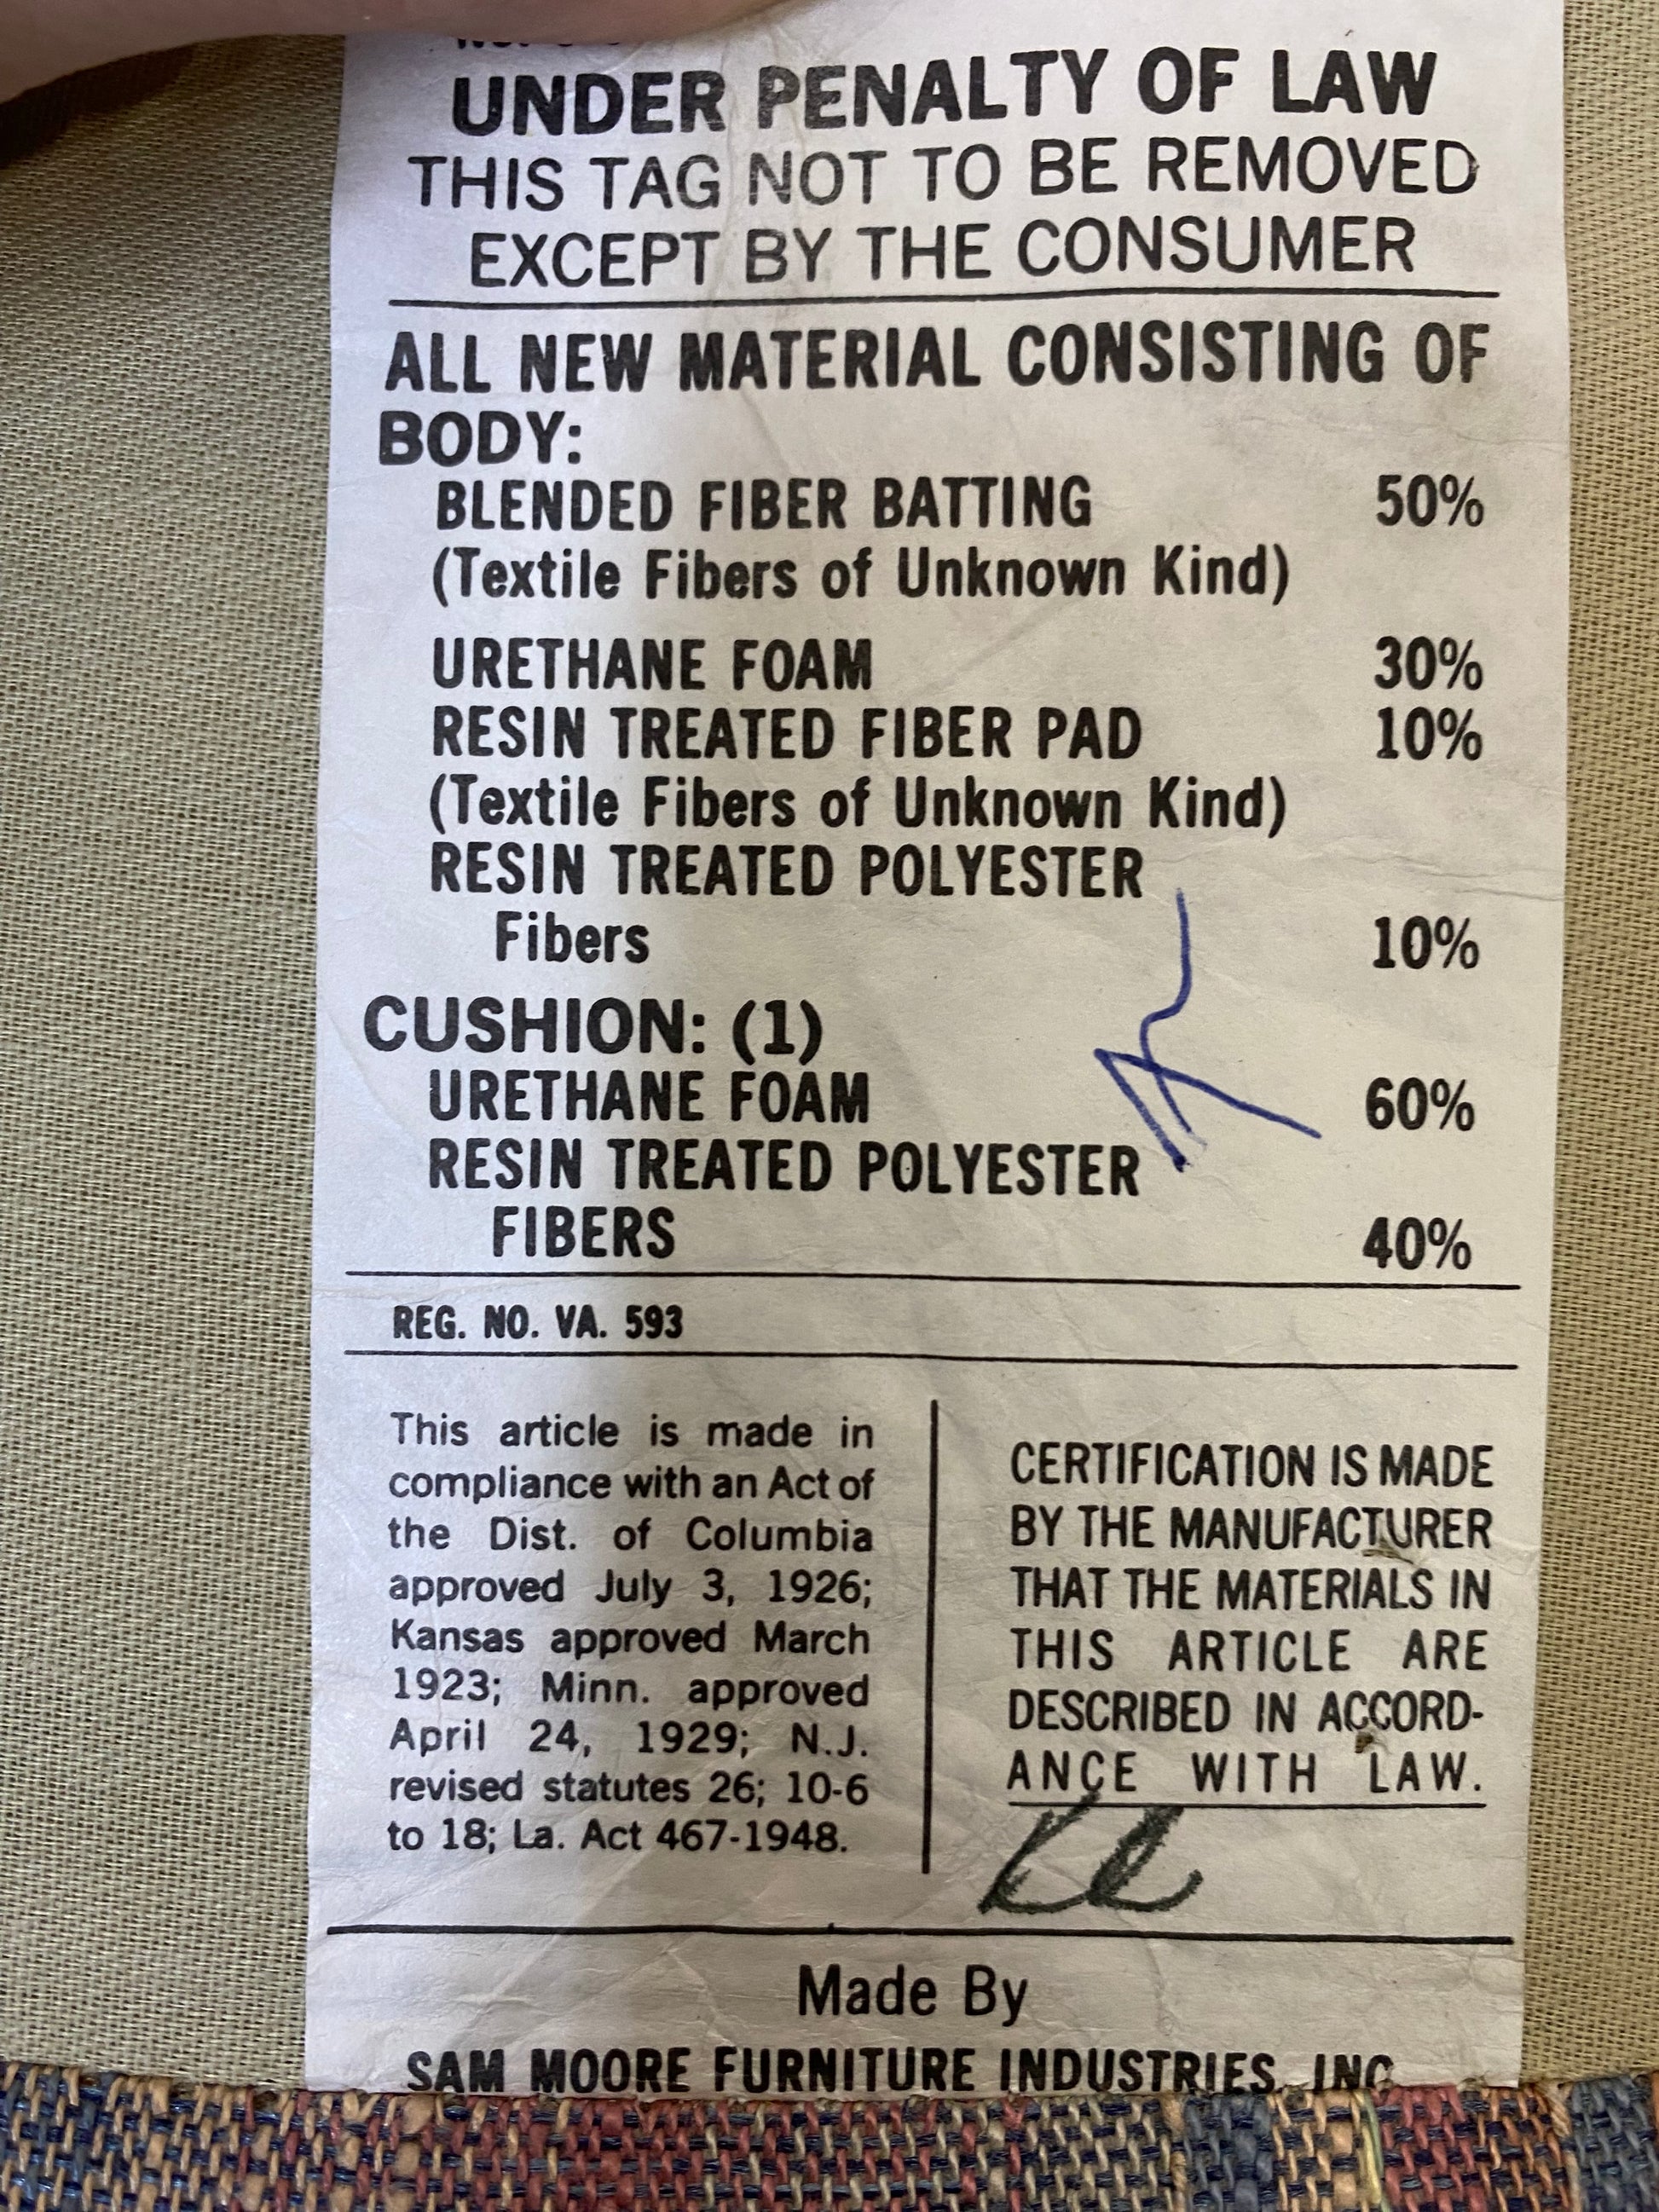 UNDER PENALTY OF LAW
THIS TAG NOT TO BE REMOVED
EXCEPT BY THE CONSUMER
ALL NEW MATERIAL CONSISTING OF
BODY:
BLENDED FIBER BATTING 50%
(Textile Fibers of Unknown Kind)
URETHANE FOAM 30%
RESIN TREATED FIBER PAD 10%
(Textile Fibers of Unknown Kind)
RESIN TREATED POLYESTER
Fibers 10%
CUSHION: (1)
URETHANE FOAM 60%
RESIN TREATED POLYESTER
FIBERS 40%
REG. NO. VA. 593
This article is made in
compliance with an Act of
the Dist. of Columbia
approved July 3, 1926;
Kansas approved March
1923; Minn. approved
April 24, 1929; N.J.
revised statutes 26; 10-6
to 18; La. Act 467-1948.
CERTIFICATION IS MADE
BY THE MANUFACTURER
THAT THE MATERIALS IN
THIS ARTICLE ARE
DESCRIBED IN ACCORD-
ANCE WITH LAW.
Made By
SAM MOORE FURNITURE INDUSTRIES, INC